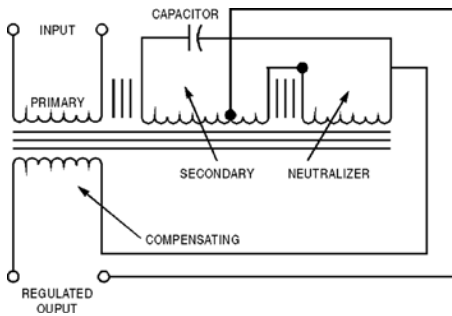 CAPACITOR
INPUT
PRIMARY
SECONDARY
NEUTRALIZER
COMPENSATING
REGULATED
OUPUT